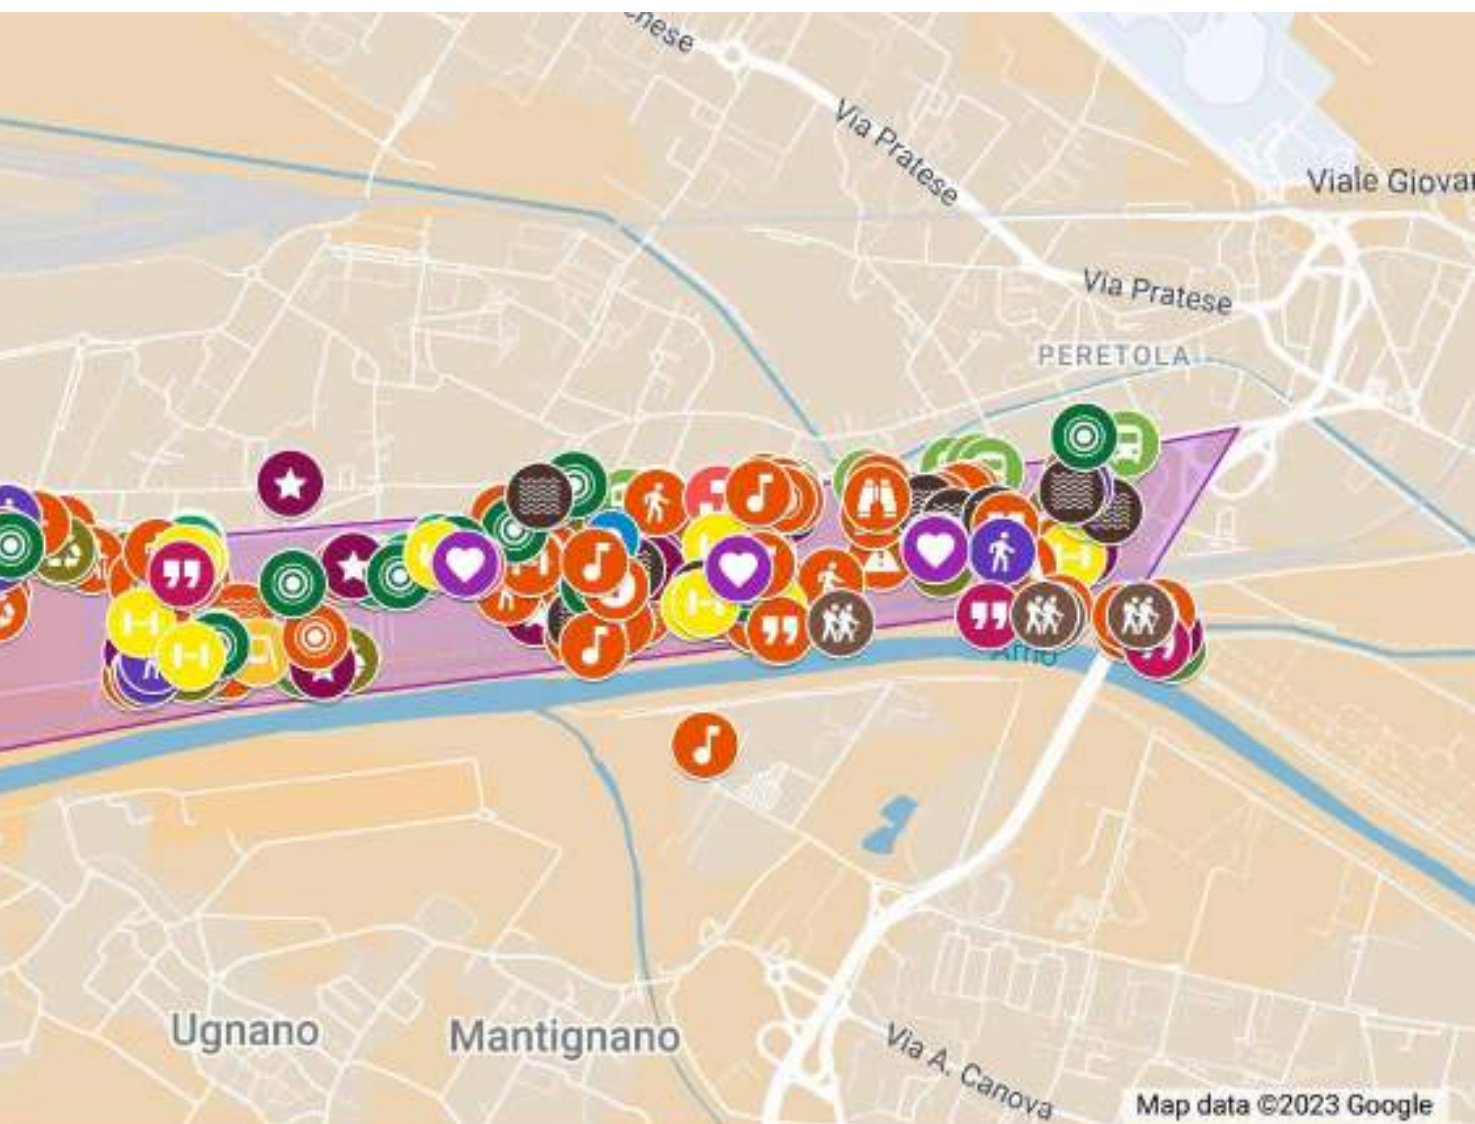 Via Pratese
Viale Giovan
Via Pratese
PERETOLA
Arno
Ugnano
Mantignano
Via A. Canova
Map data ©2023 Google